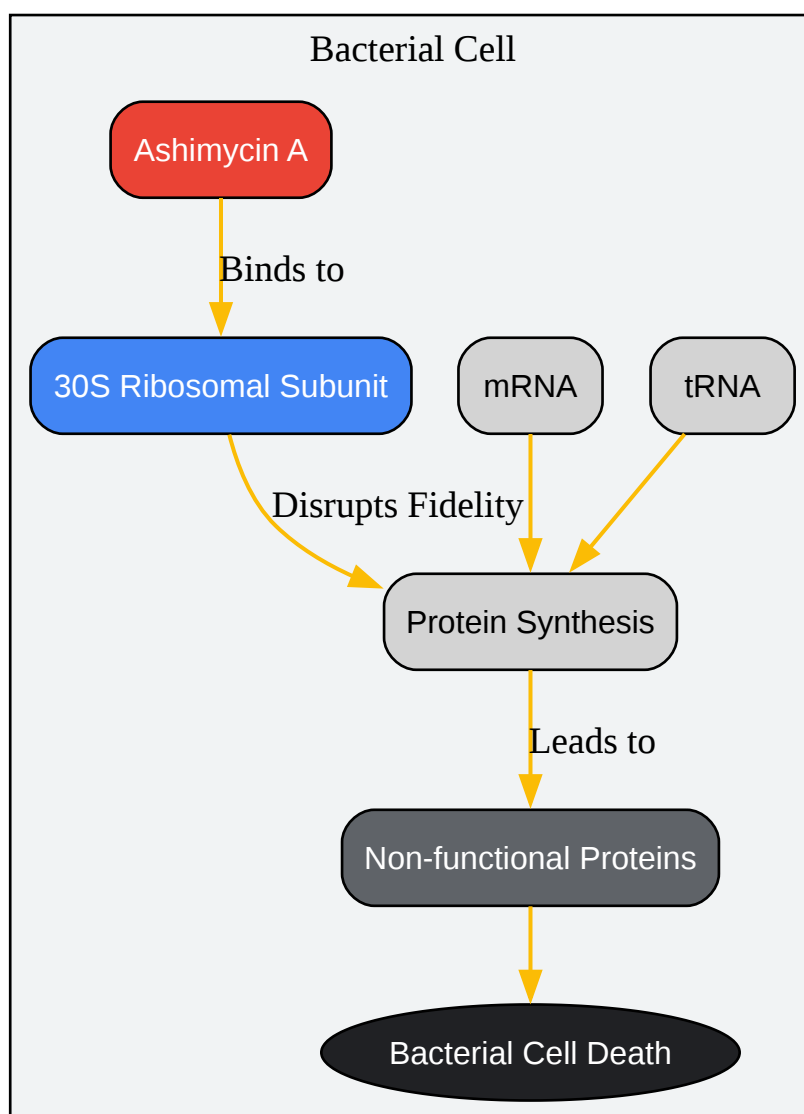 Bacterial Cell
Ashimycin A
Binds to
30S Ribosomal Subunit
mRNA
tRNA
Disrupts Fidelity
Protein Synthesis
Leads to
Non-functional Proteins
Bacterial Cell Death